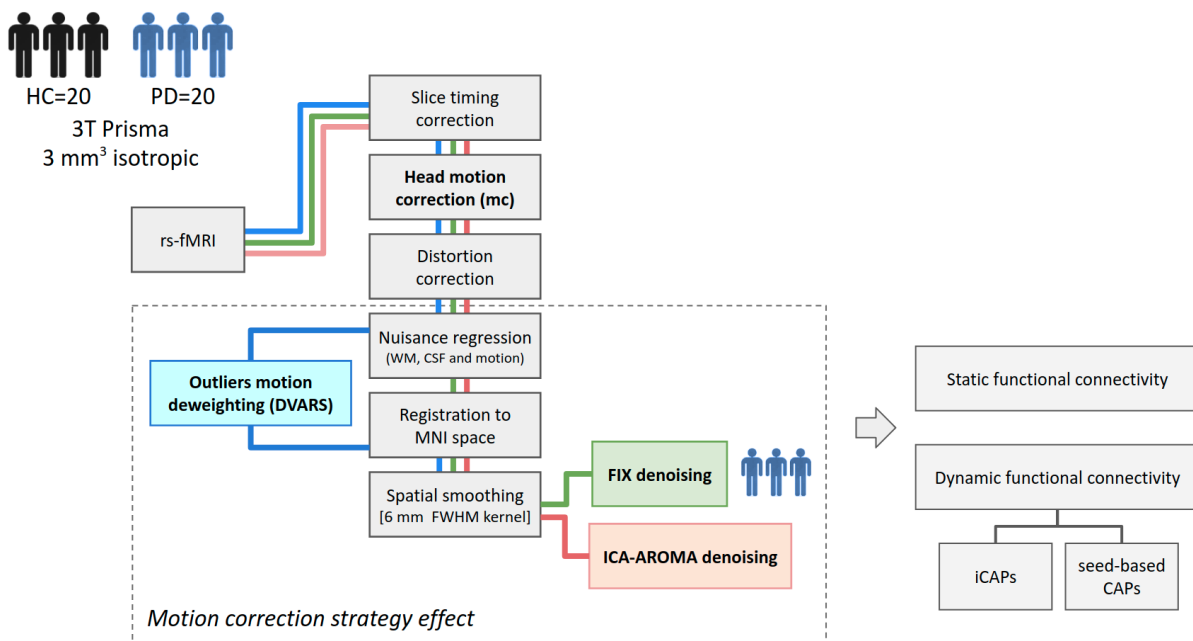 HC=20
PD=20
3T Prisma
3 mm³ isotropic
rs-fMRI
Slice timing
correction
Head motion
correction (mc)
Distortion
correction
Nuisance regression
(WM, CSF and motion)
Outliers motion
deweighting (DVARS)
Registration to
MNI space
Spatial smoothing
[6 mm FWHM kernel]
FIX denoising
ICA-AROMA denoising
Motion correction strategy effect
Static functional connectivity
Dynamic functional connectivity
iCAPs
seed-based
CAPs